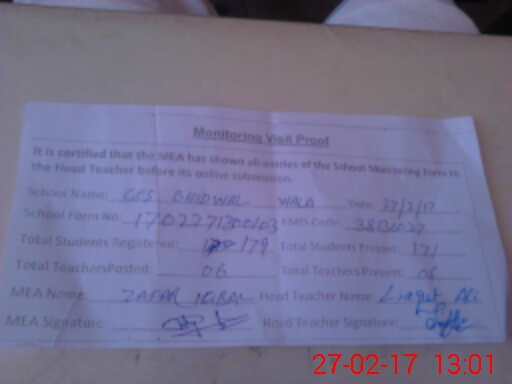 Monitoring Visit Proof
It is certified that the MEA has shown all entries of the School Monitoring Form to
the Head Teacher before its online submission.
School Name: GPS DHIDWAL WALA Date: 27/2/17
School Form No: 170227130003 EMIS Code: 38130027
Total Students Registered: 179 Total Students Present: 171
Total Teachers Posted: 06 Total Teachers Present: 06
MEA Name: ZAFAR IQBAL Head Teacher Name: Liaqat Ali
MEA Signature: Head Teacher Signature:
27-02-17 13:01